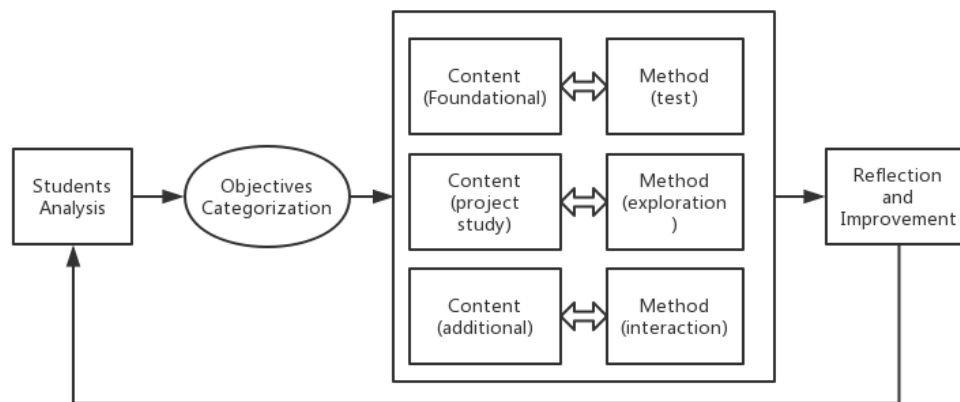 Students
Analysis
Objectives
Categorization
Content
(Foundational)
Method
(test)
Content
(project
study)
Method
(exploration
)
Content
(additional)
Method
(interaction)
Reflection
and
Improvement